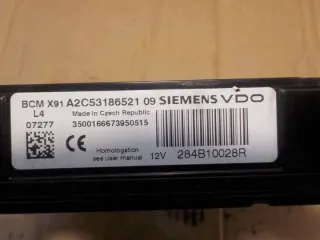 BCM X91 A2C53186521 09 SIEMENS VDO
L4 Made in Czech Republic
07277 3500166673950515
CE Homologation
see user manual 12V 284B10028R